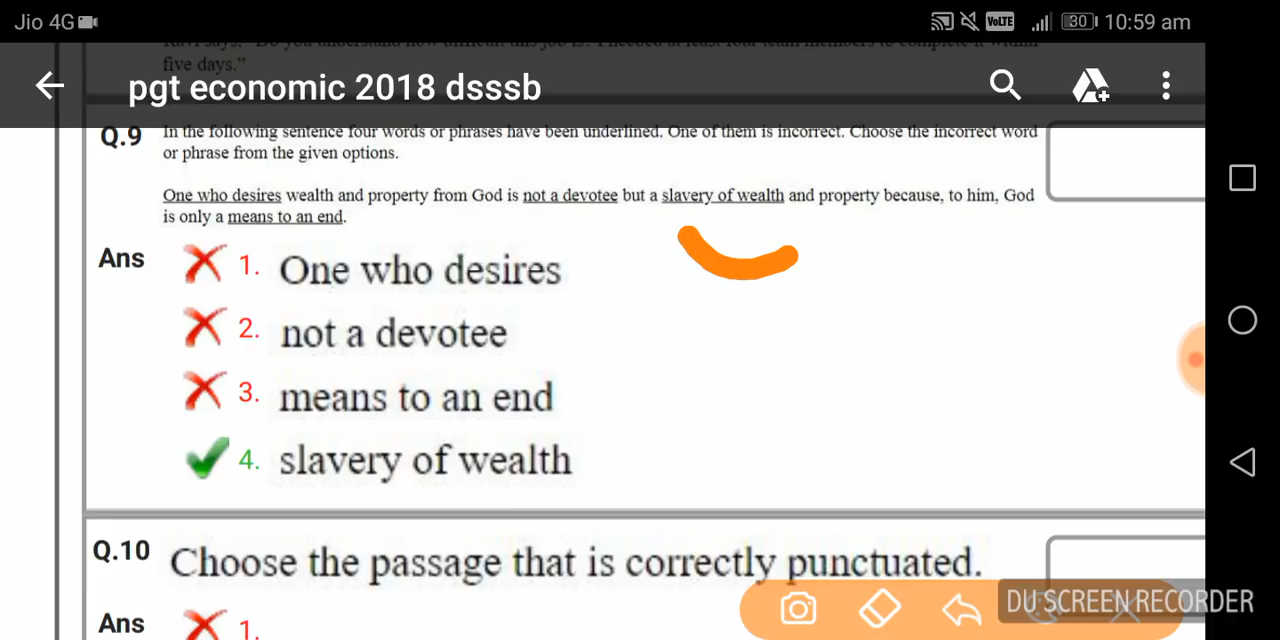 Jio 4G VoLTE 30 10:59 am
five days."
pgt economic 2018 dsssb
Q.9 In the following sentence four words or phrases have been underlined. One of them is incorrect. Choose the incorrect word
or phrase from the given options.
One who desires wealth and property from God is not a devotee but a slavery of wealth and property because, to him, God
is only a means to an end.
Ans
1. One who desires
2. not a devotee
3. means to an end
4. slavery of wealth
Q.10 Choose the passage that is correctly punctuated.
DU SCREEN RECORDER
Ans
1.